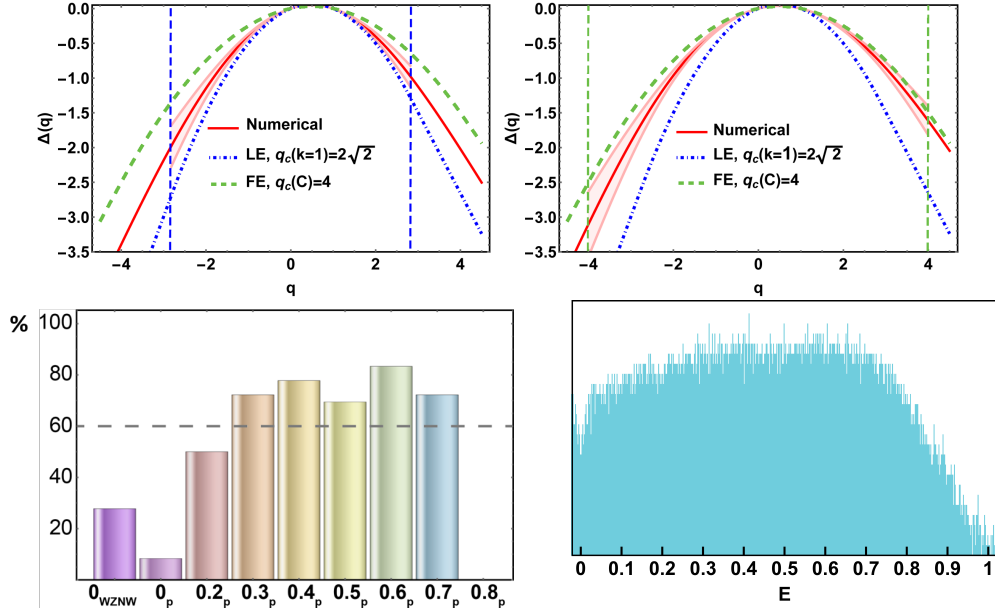 0.0
−0.5
−1.0
−1.5
−2.0
−2.5
−3.0
−3.5
Δ(q)
Numerical
LE, q_c(k=1)=2√2
FE, q_c(C)=4
−4 −2 0 2 4
q
0.0
−0.5
−1.0
−1.5
−2.0
−2.5
−3.0
−3.5
Δ(q)
Numerical
LE, q_c(k=1)=2√2
FE, q_c(C)=4
−4 −2 0 2 4
q
%
100
80
60
40
20
0_WZNW 0_p 0.2_p 0.3_p 0.4_p 0.5_p 0.6_p 0.7_p 0.8_p
0 0.1 0.2 0.3 0.4 0.5 0.6 0.7 0.8 0.9 1
E